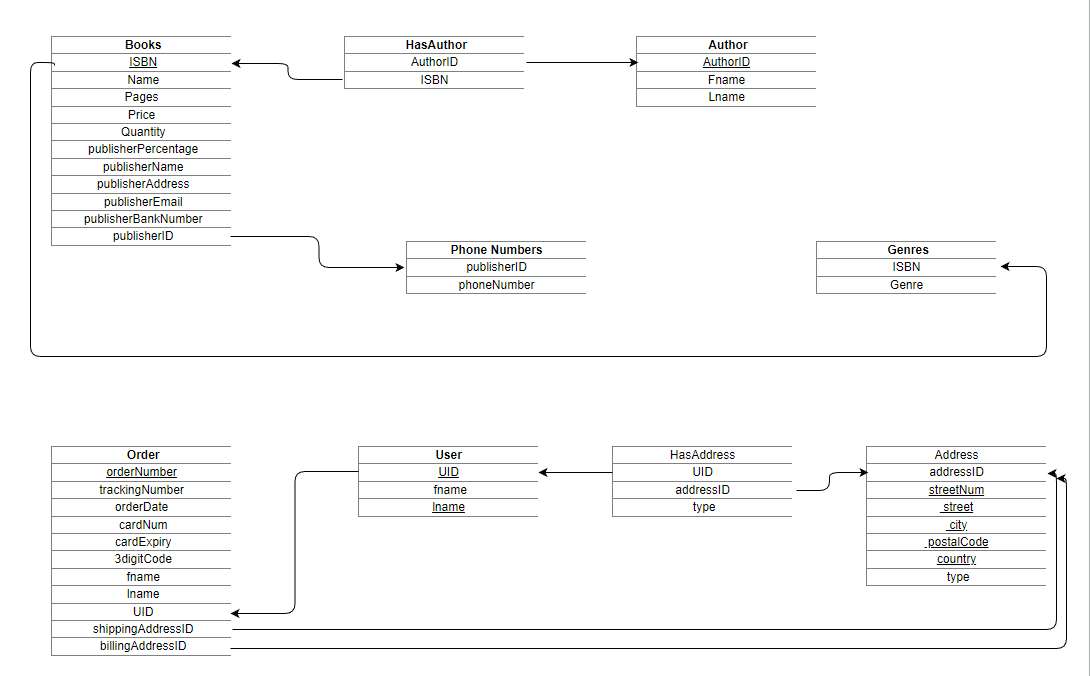 Books
ISBN
Name
Pages
Price
Quantity
publisherPercentage
publisherName
publisherAddress
publisherEmail
publisherBankNumber
publisherID
HasAuthor
AuthorID
ISBN
Author
AuthorID
Fname
Lname
Phone Numbers
publisherID
phoneNumber
Genres
ISBN
Genre
Order
orderNumber
trackingNumber
orderDate
cardNum
cardExpiry
3digitCode
fname
lname
UID
shippingAddressID
billingAddressID
User
UID
fname
lname
HasAddress
UID
addressID
type
Address
addressID
streetNum
street
city
postalCode
country
type